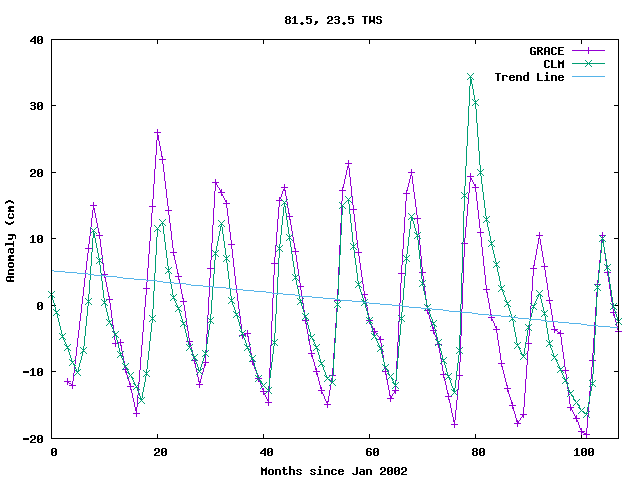 81.5, 23.5 TWS
GRACE
CLM
Trend Line
Anomaly (cm)
40
30
20
10
0
-10
-20
0 20 40 60 80 100
Months since Jan 2002